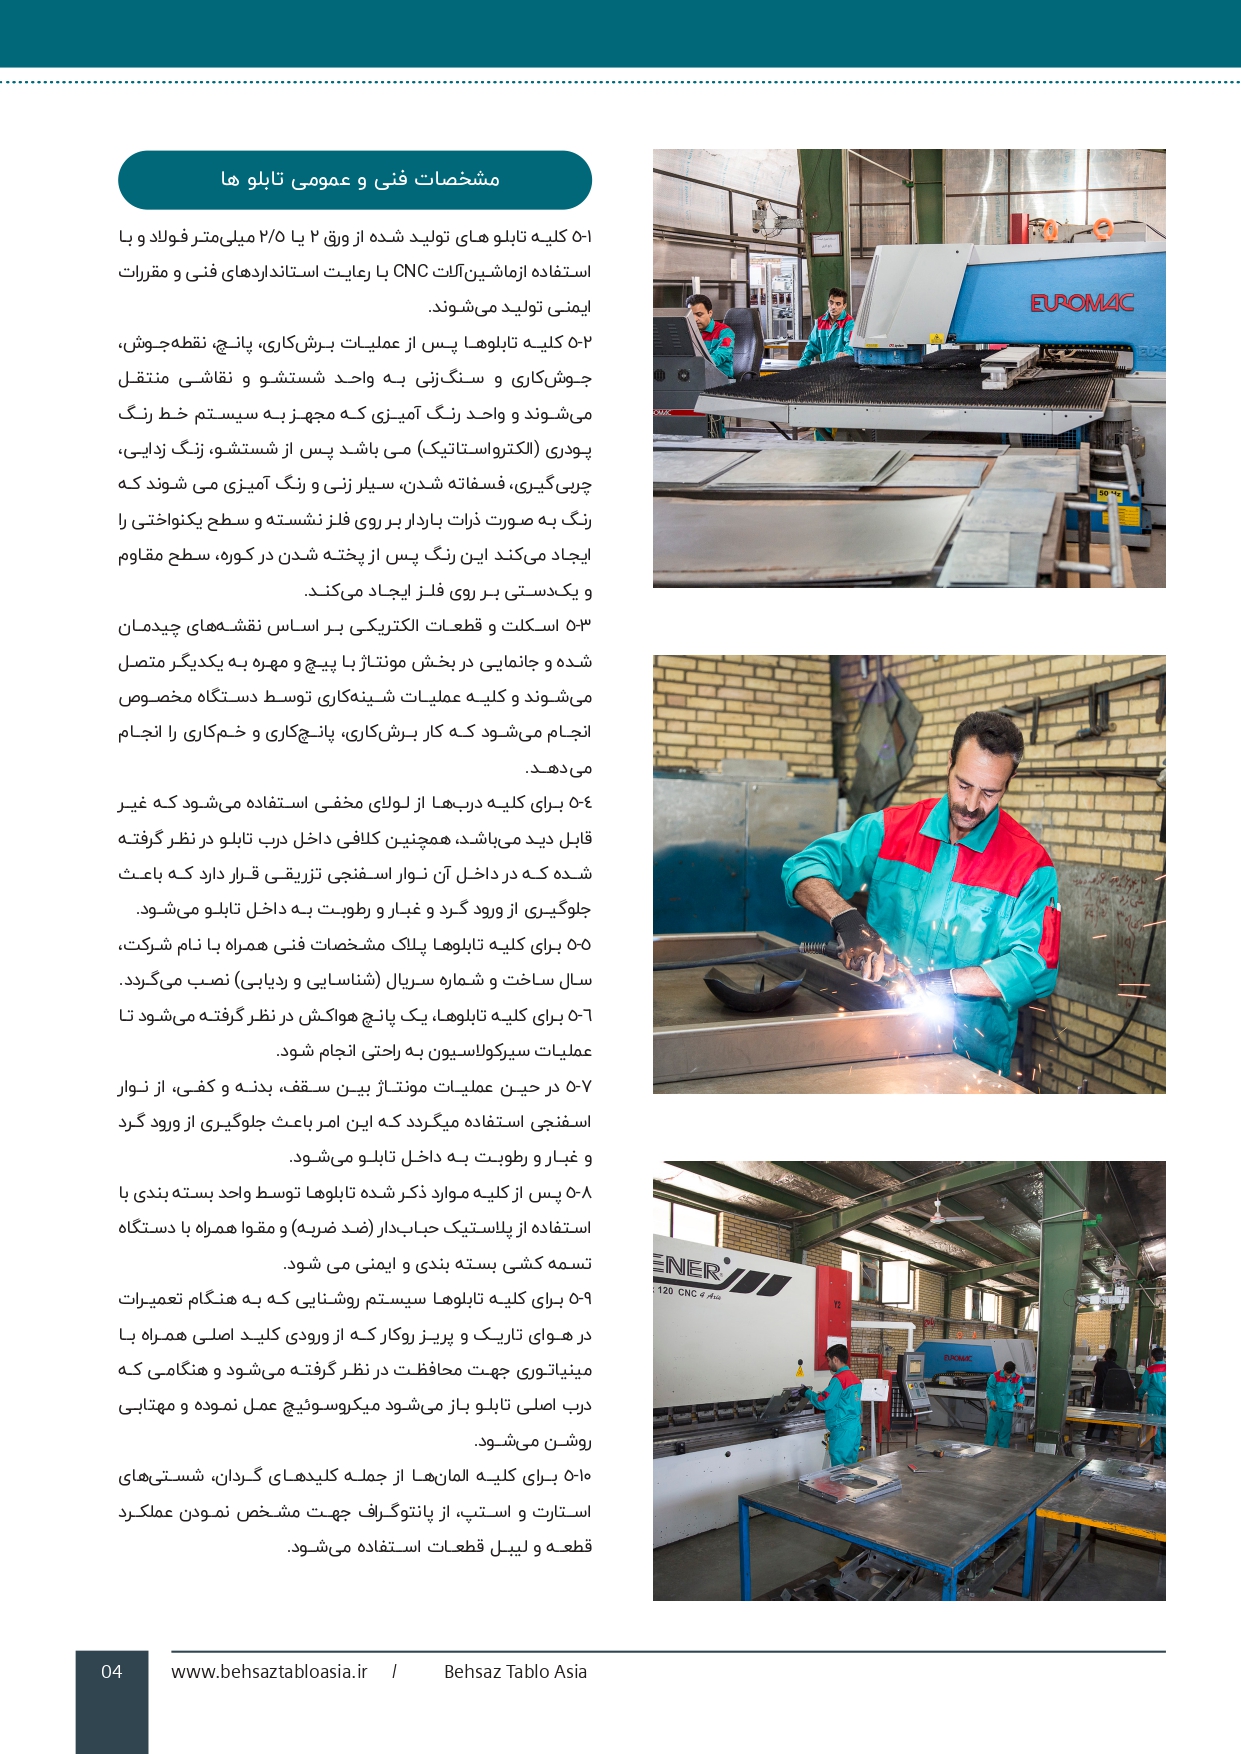 مشخصات فنی و عمومی تابلو ها
۵-۱ کلیه تابلو های تولید شده از ورق ۲ یا ۲/۵ میلی‌متر فولاد و با
استفاده ازماشین‌آلات CNC با رعایت استانداردهای فنی و مقررات
ایمنی تولید می‌شوند.
۵-۲ کلیه تابلوها پس از عملیات برش‌کاری، پانچ، نقطه‌جوش،
جوش‌کاری و سنگ‌زنی به واحد شستشو و نقاشی منتقل
می‌شوند و واحد رنگ آمیزی که مجهز به سیستم خط رنگ
پودری (الکترواستاتیک) می باشد پس از شستشو، زنگ زدایی،
چربی‌گیری، فسفاته شدن، سیلر زنی و رنگ آمیزی می شوند که
رنگ به صورت ذرات باردار بر روی فلز نشسته و سطح یکنواختی را
ایجاد می‌کند این رنگ پس از پخته شدن در کوره، سطح مقاوم
و یک‌دستی بر روی فلز ایجاد می‌کند.
۵-۳ اسکلت و قطعات الکتریکی بر اساس نقشه‌های چیدمان
شده و جانمایی در بخش مونتاژ با پیچ و مهره به یکدیگر متصل
می‌شوند و کلیه عملیات شینه‌کاری توسط دستگاه مخصوص
انجام می‌شود که کار برش‌کاری، پانچ‌کاری و خم‌کاری را انجام
می‌دهد.
۵-۴ برای کلیه درب‌ها از لولای مخفی استفاده می‌شود که غیر
قابل دید می‌باشد، همچنین کلافی داخل درب تابلو در نظر گرفته
شده که در داخل آن نوار اسفنجی تزریقی قرار دارد که باعث
جلوگیری از ورود گرد و غبار و رطوبت به داخل تابلو می‌شود.
۵-۵ برای کلیه تابلوها پلاک مشخصات فنی همراه با نام شرکت،
سال ساخت و شماره سریال (شناسایی و ردیابی) نصب می‌گردد.
۵-۶ برای کلیه تابلوها، یک پانچ هواکش در نظر گرفته می‌شود تا
عملیات سیرکولاسیون به راحتی انجام شود.
۵-۷ در حین عملیات مونتاژ بین سقف، بدنه و کفی، از نوار
اسفنجی استفاده میگردد که این امر باعث جلوگیری از ورود گرد
و غبار و رطوبت به داخل تابلو می‌شود.
۵-۸ پس از کلیه موارد ذکر شده تابلوها توسط واحد بسته بندی با
استفاده از پلاستیک حباب‌دار (ضد ضربه) و مقوا همراه با دستگاه
تسمه کشی بسته بندی و ایمنی می شود.
۵-۹ برای کلیه تابلوها سیستم روشنایی که به هنگام تعمیرات
در هوای تاریک و پریز روکار که از ورودی کلید اصلی همراه با
مینیاتوری جهت محافظت در نظر گرفته می‌شود و هنگامی که
درب اصلی تابلو باز می‌شود میکروسوئیچ عمل نموده و مهتابی
روشن می‌شود.
۵-۱۰ برای کلیه المان‌ها از جمله کلیدهای گردان، شستی‌های
استارت و استپ، از پانتوگراف جهت مشخص نمودن عملکرد
قطعه و لیبل قطعات استفاده می‌شود.
EUROMAC
50 Hz
ENER
120 CNC 4 Axis
Y2
EUROMAC
04
www.behsaztabloasia.ir / Behsaz Tablo Asia